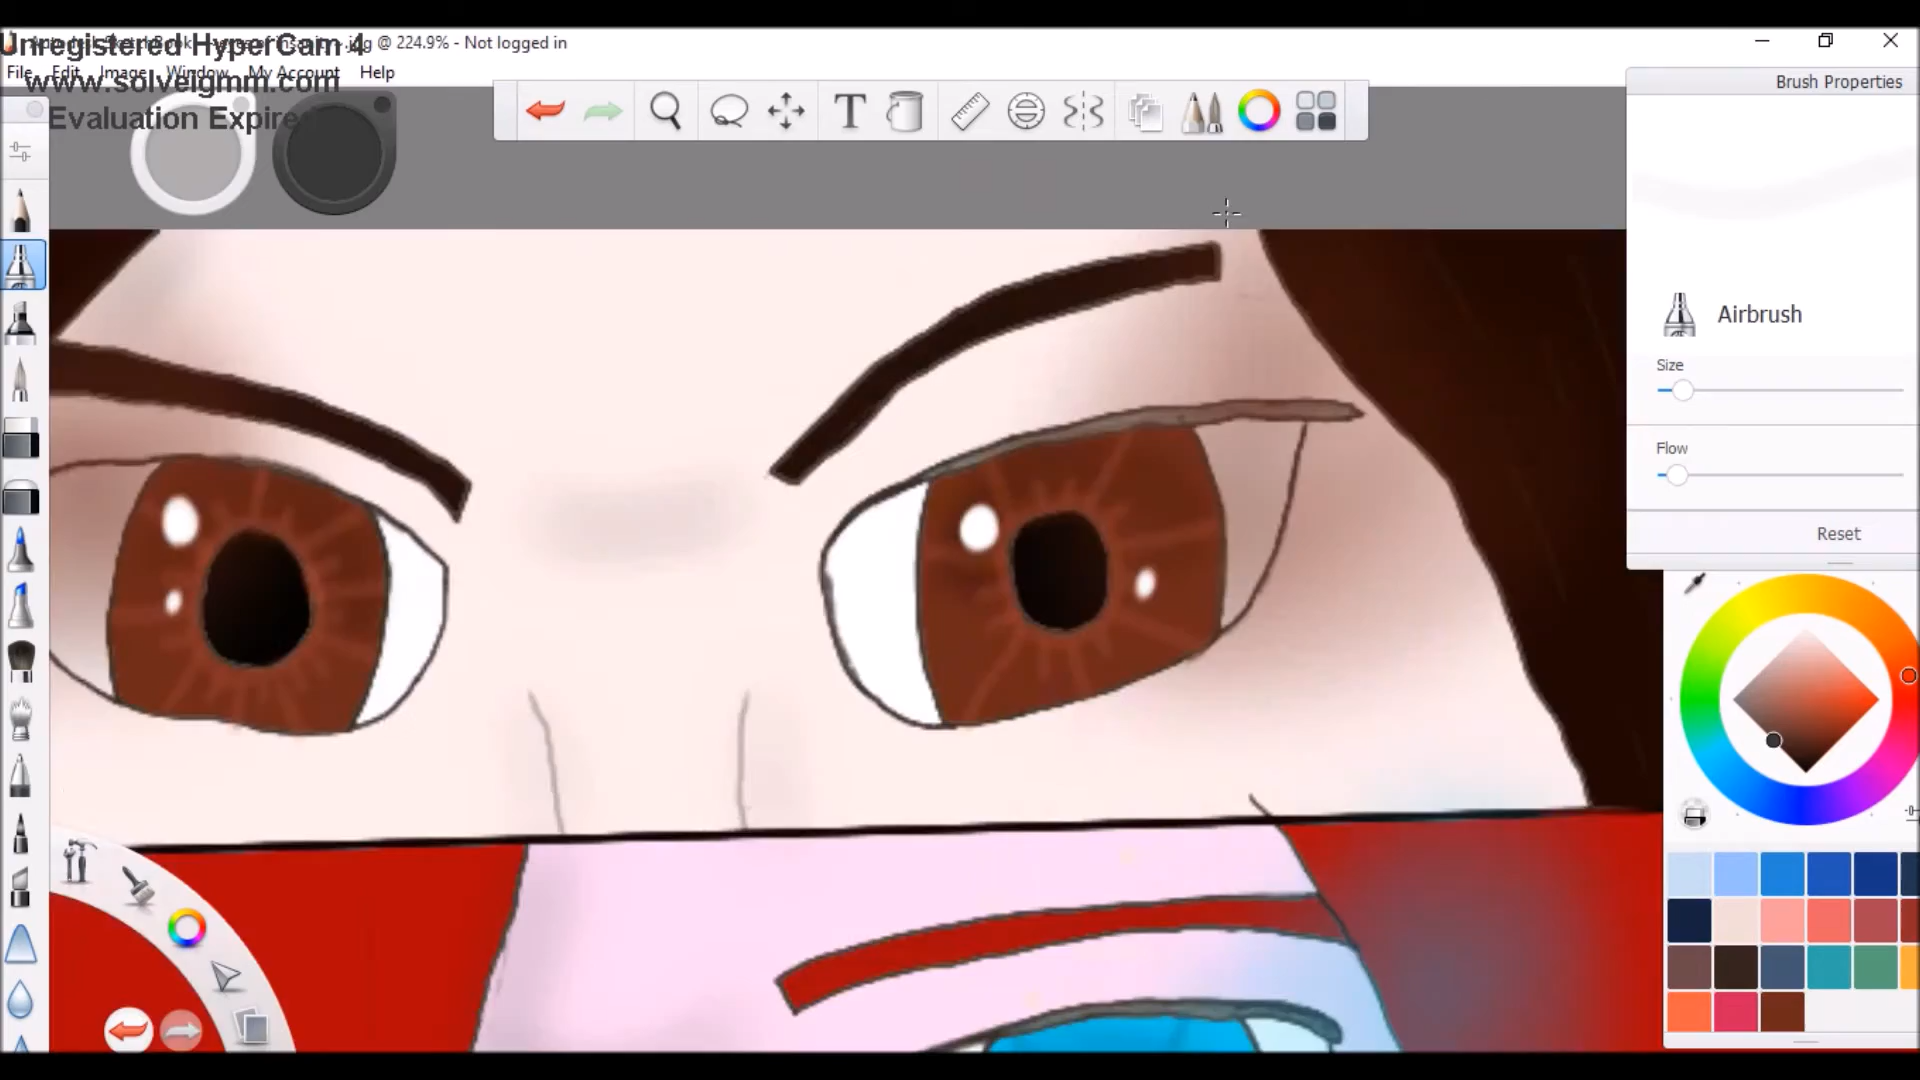 Unregistered HyperCam 4
@ 224.9% - Not logged in
File Edit Image Window My Account Help
www.solveigmm.com
Evaluation Expired
T
Brush Properties
Airbrush
Size
Flow
Reset